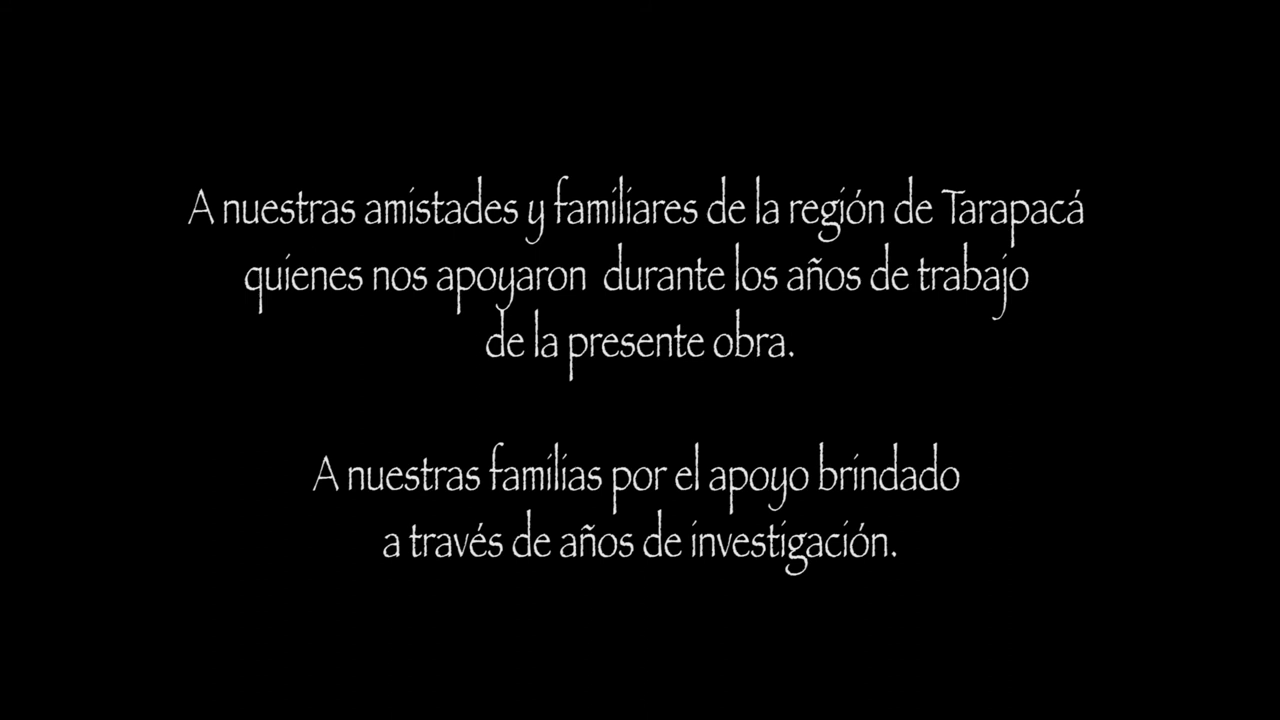 A nuestras amistades y familiares de la región de Tarapacá
quienes nos apoyaron durante los años de trabajo
de la presente obra.
A nuestras familias por el apoyo brindado
a través de años de investigación.